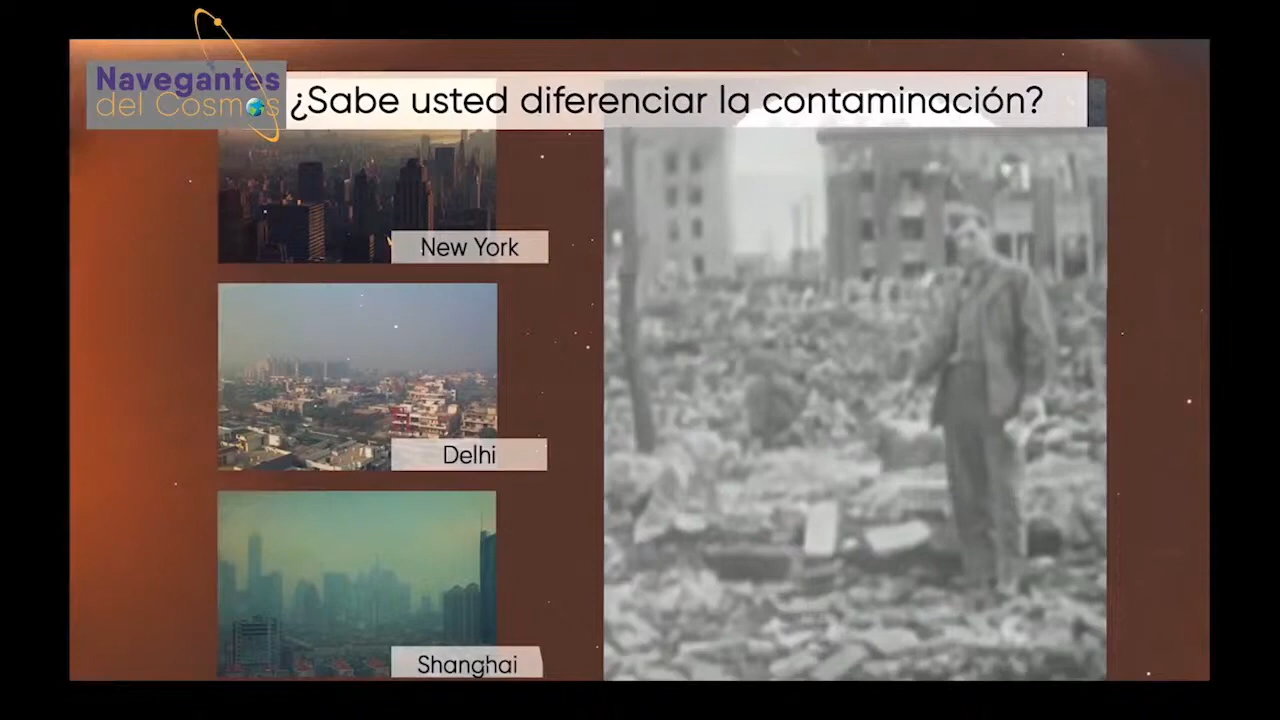 Navegantes
del Cosmos
¿Sabe usted diferenciar la contaminación?
New York
Delhi
Shanghai